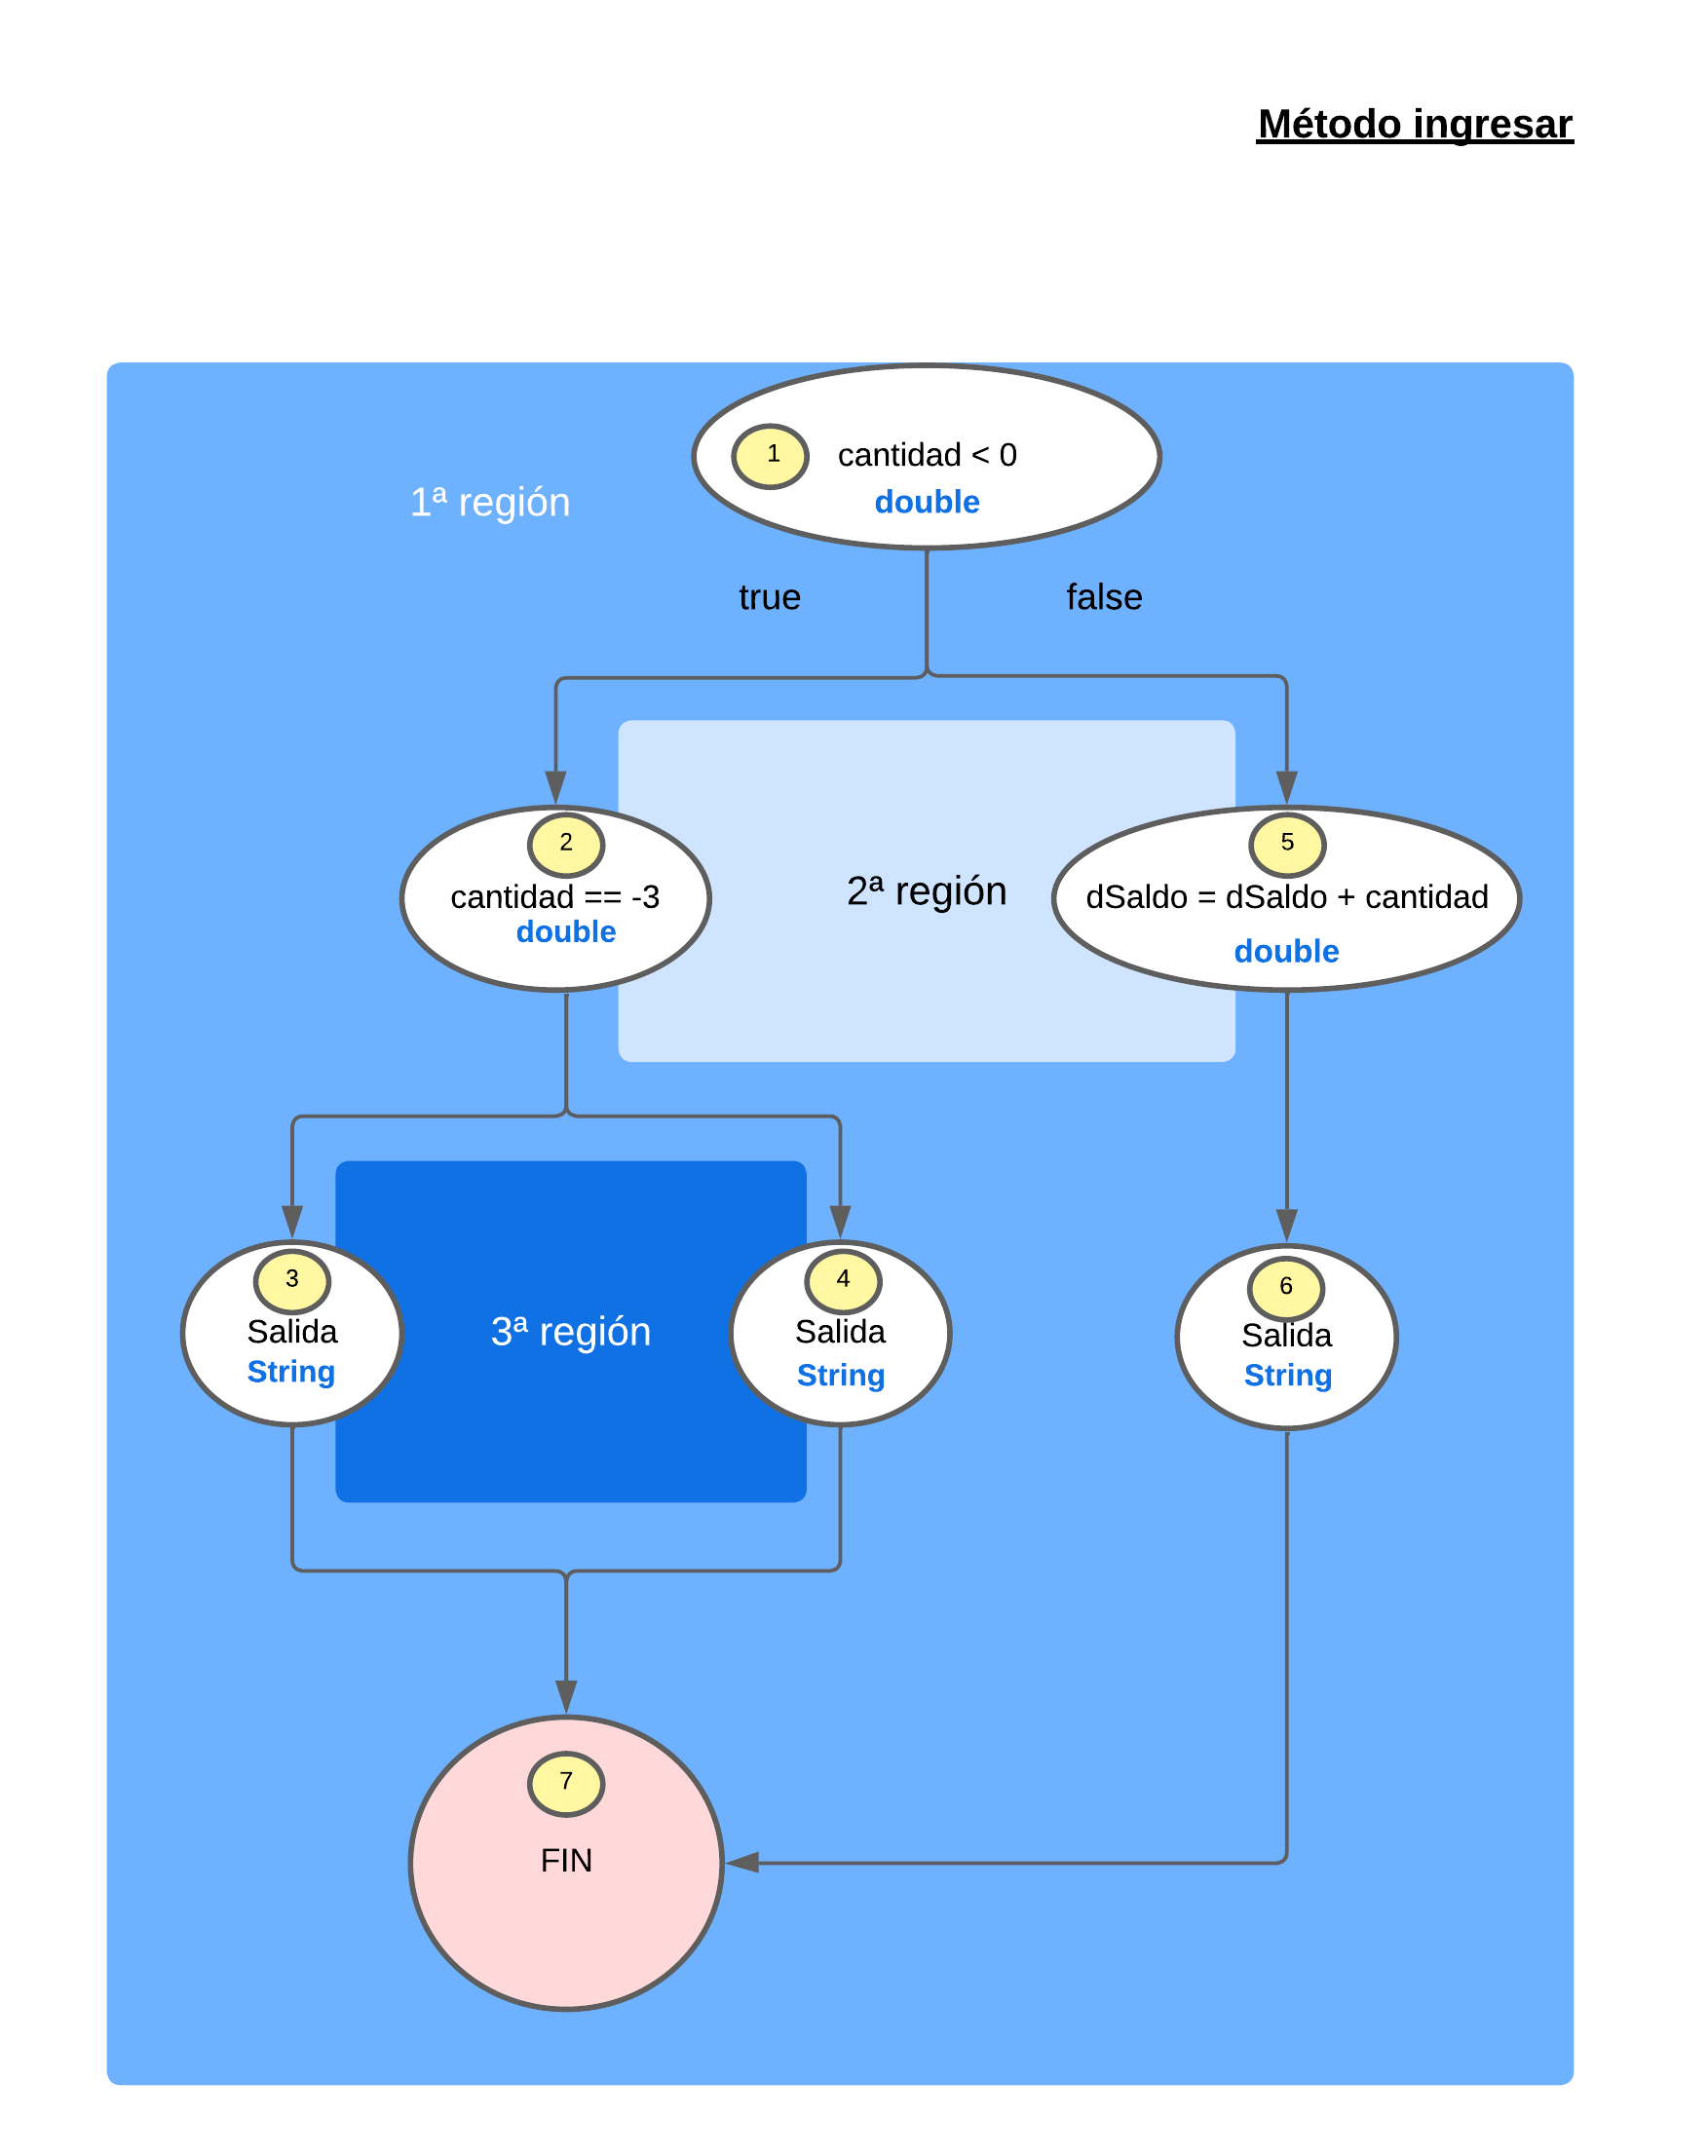 Método ingresar
1
cantidad < 0
double
1ª región
true
false
2
cantidad == -3
double
2ª región
5
dSaldo = dSaldo + cantidad
double
3
Salida
String
3ª región
4
Salida
String
6
Salida
String
7
FIN